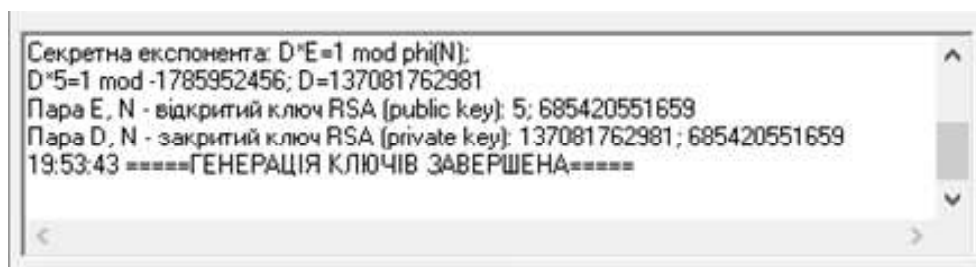 Секретна експонента: D*E=1 mod phi(N);
D*5=1 mod -1785952456; D=137081762981
Пара E, N - відкритий ключ RSA (public key): 5; 685420551659
Пара D, N - закритий ключ RSA (private key): 137081762981; 685420551659
19:53:43 =====ГЕНЕРАЦІЯ КЛЮЧІВ ЗАВЕРШЕНА=====